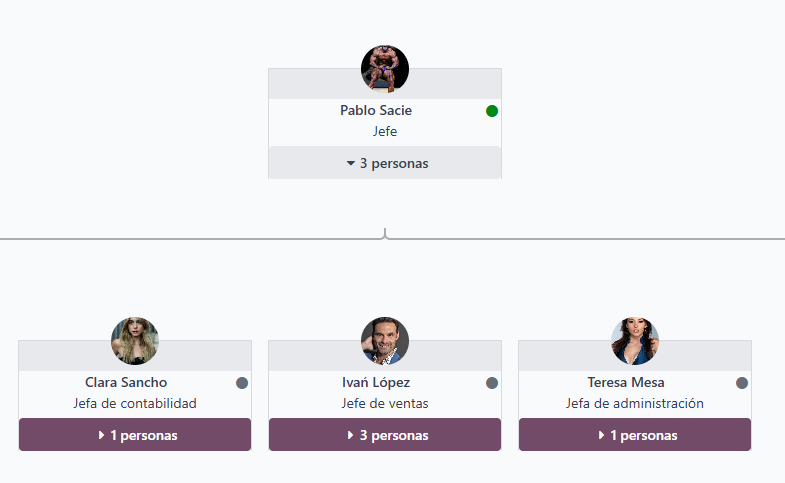 Pablo Sacie
Jefe
3 personas
Clara Sancho
Jefa de contabilidad
1 personas
Ivań López
Jefe de ventas
3 personas
Teresa Mesa
Jefa de administración
1 personas